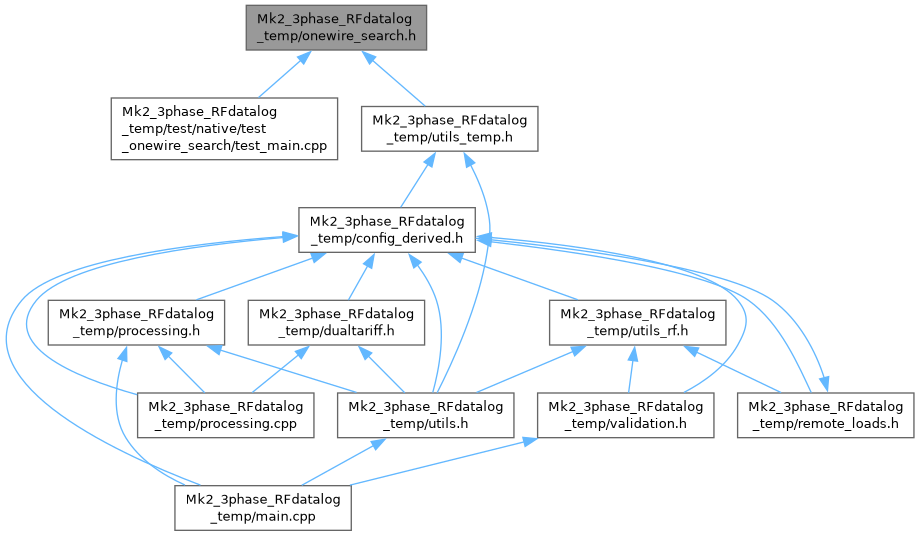 Mk2_3phase_RFdatalog
_temp/onewire_search.h
Mk2_3phase_RFdatalog
_temp/test/native/test
_onewire_search/test_main.cpp
Mk2_3phase_RFdatalog
_temp/utils_temp.h
Mk2_3phase_RFdatalog
_temp/config_derived.h
Mk2_3phase_RFdatalog
_temp/processing.h
Mk2_3phase_RFdatalog
_temp/dualtariff.h
Mk2_3phase_RFdatalog
_temp/utils_rf.h
Mk2_3phase_RFdatalog
_temp/processing.cpp
Mk2_3phase_RFdatalog
_temp/utils.h
Mk2_3phase_RFdatalog
_temp/validation.h
Mk2_3phase_RFdatalog
_temp/remote_loads.h
Mk2_3phase_RFdatalog
_temp/main.cpp